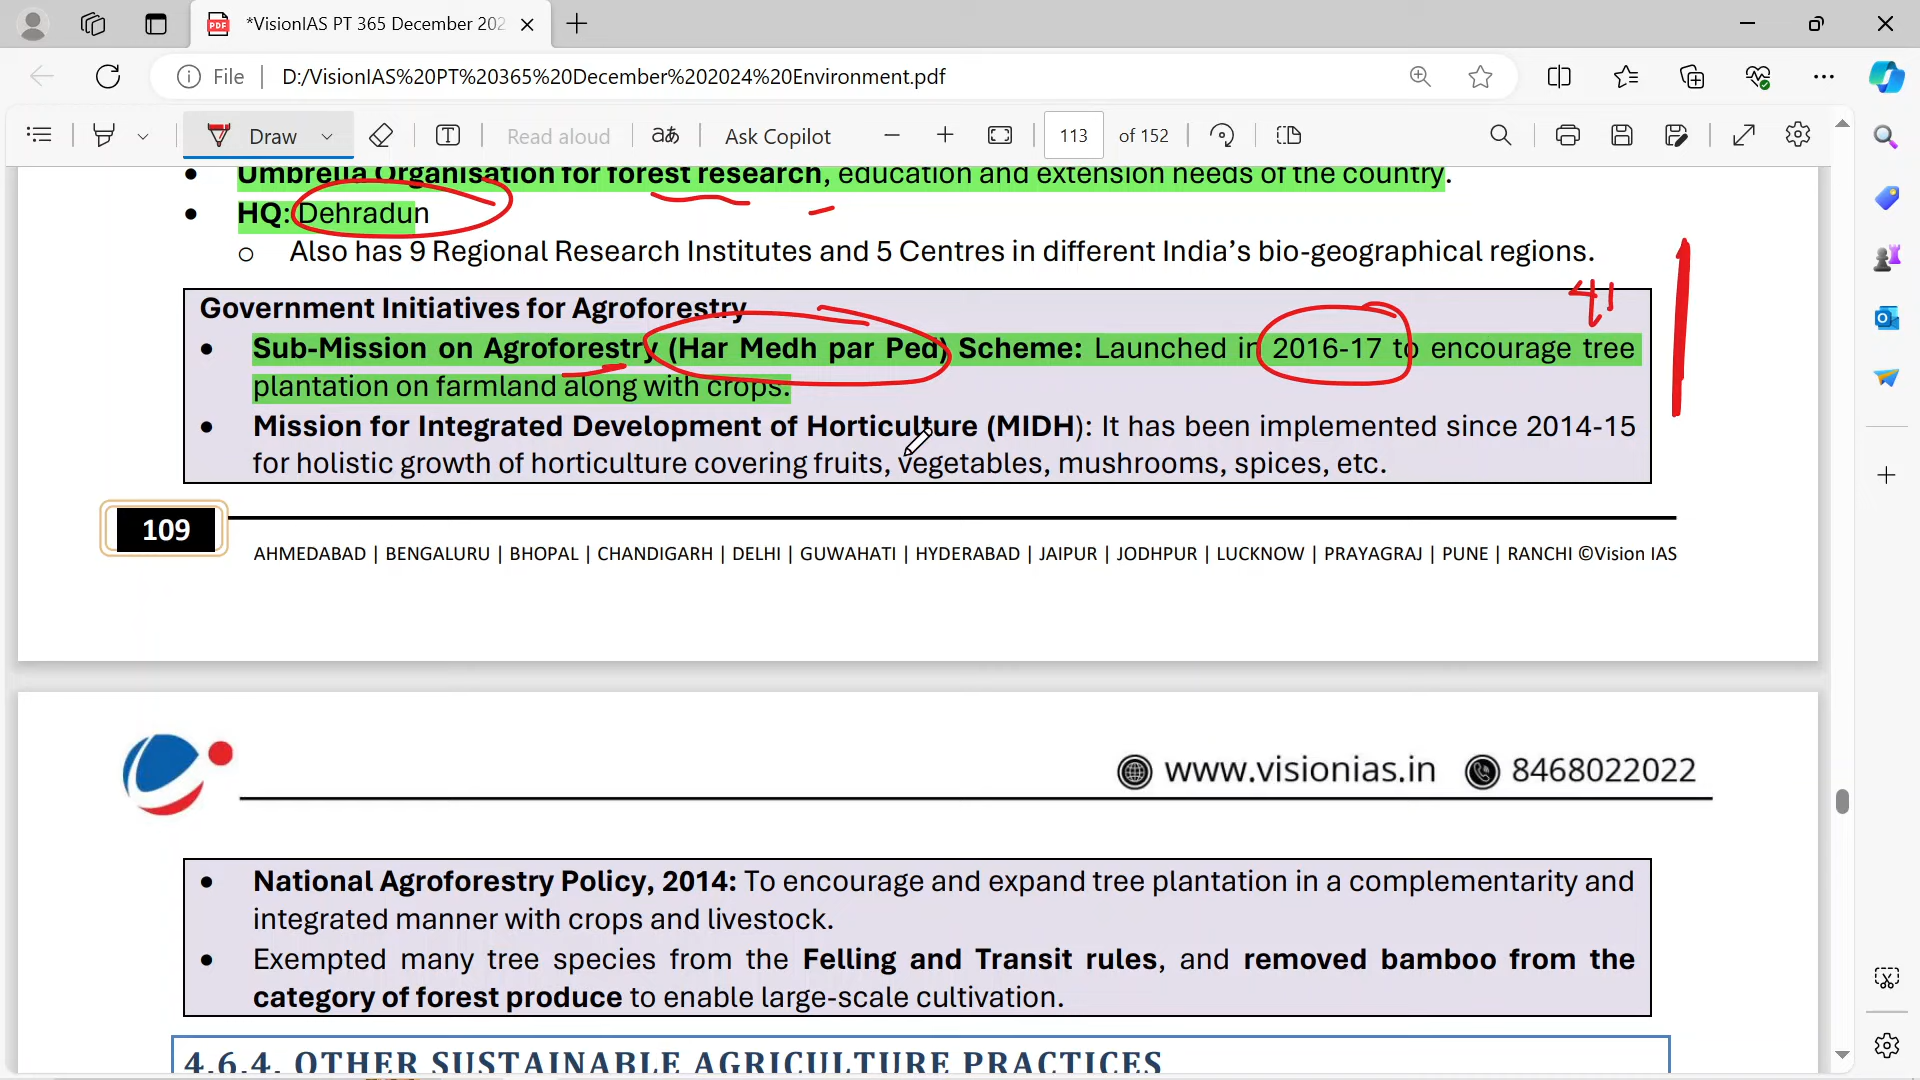 *VisionIAS PT 365 December 202
File
D:/VisionIAS%20PT%20365%20December%202024%20Environment.pdf
Draw
Read aloud
aあ
Ask Copilot
113 of 152
• Umbrella Organisation for forest research, education and extension needs of the country.
• HQ: Dehradun
o Also has 9 Regional Research Institutes and 5 Centres in different India's bio-geographical regions.
Government Initiatives for Agroforestry
• Sub-Mission on Agroforestry (Har Medh par Ped) Scheme: Launched in 2016-17 to encourage tree
plantation on farmland along with crops.
• Mission for Integrated Development of Horticulture (MIDH): It has been implemented since 2014-15
for holistic growth of horticulture covering fruits, vegetables, mushrooms, spices, etc.
109
AHMEDABAD | BENGALURU | BHOPAL | CHANDIGARH | DELHI | GUWAHATI | HYDERABAD | JAIPUR | JODHPUR | LUCKNOW | PRAYAGRAJ | PUNE | RANCHI ©Vision IAS
www.visionias.in 8468022022
• National Agroforestry Policy, 2014: To encourage and expand tree plantation in a complementarity and
integrated manner with crops and livestock.
• Exempted many tree species from the Felling and Transit rules, and removed bamboo from the
category of forest produce to enable large-scale cultivation.
4.6.4. OTHER SUSTAINABLE AGRICULTURE PRACTICES